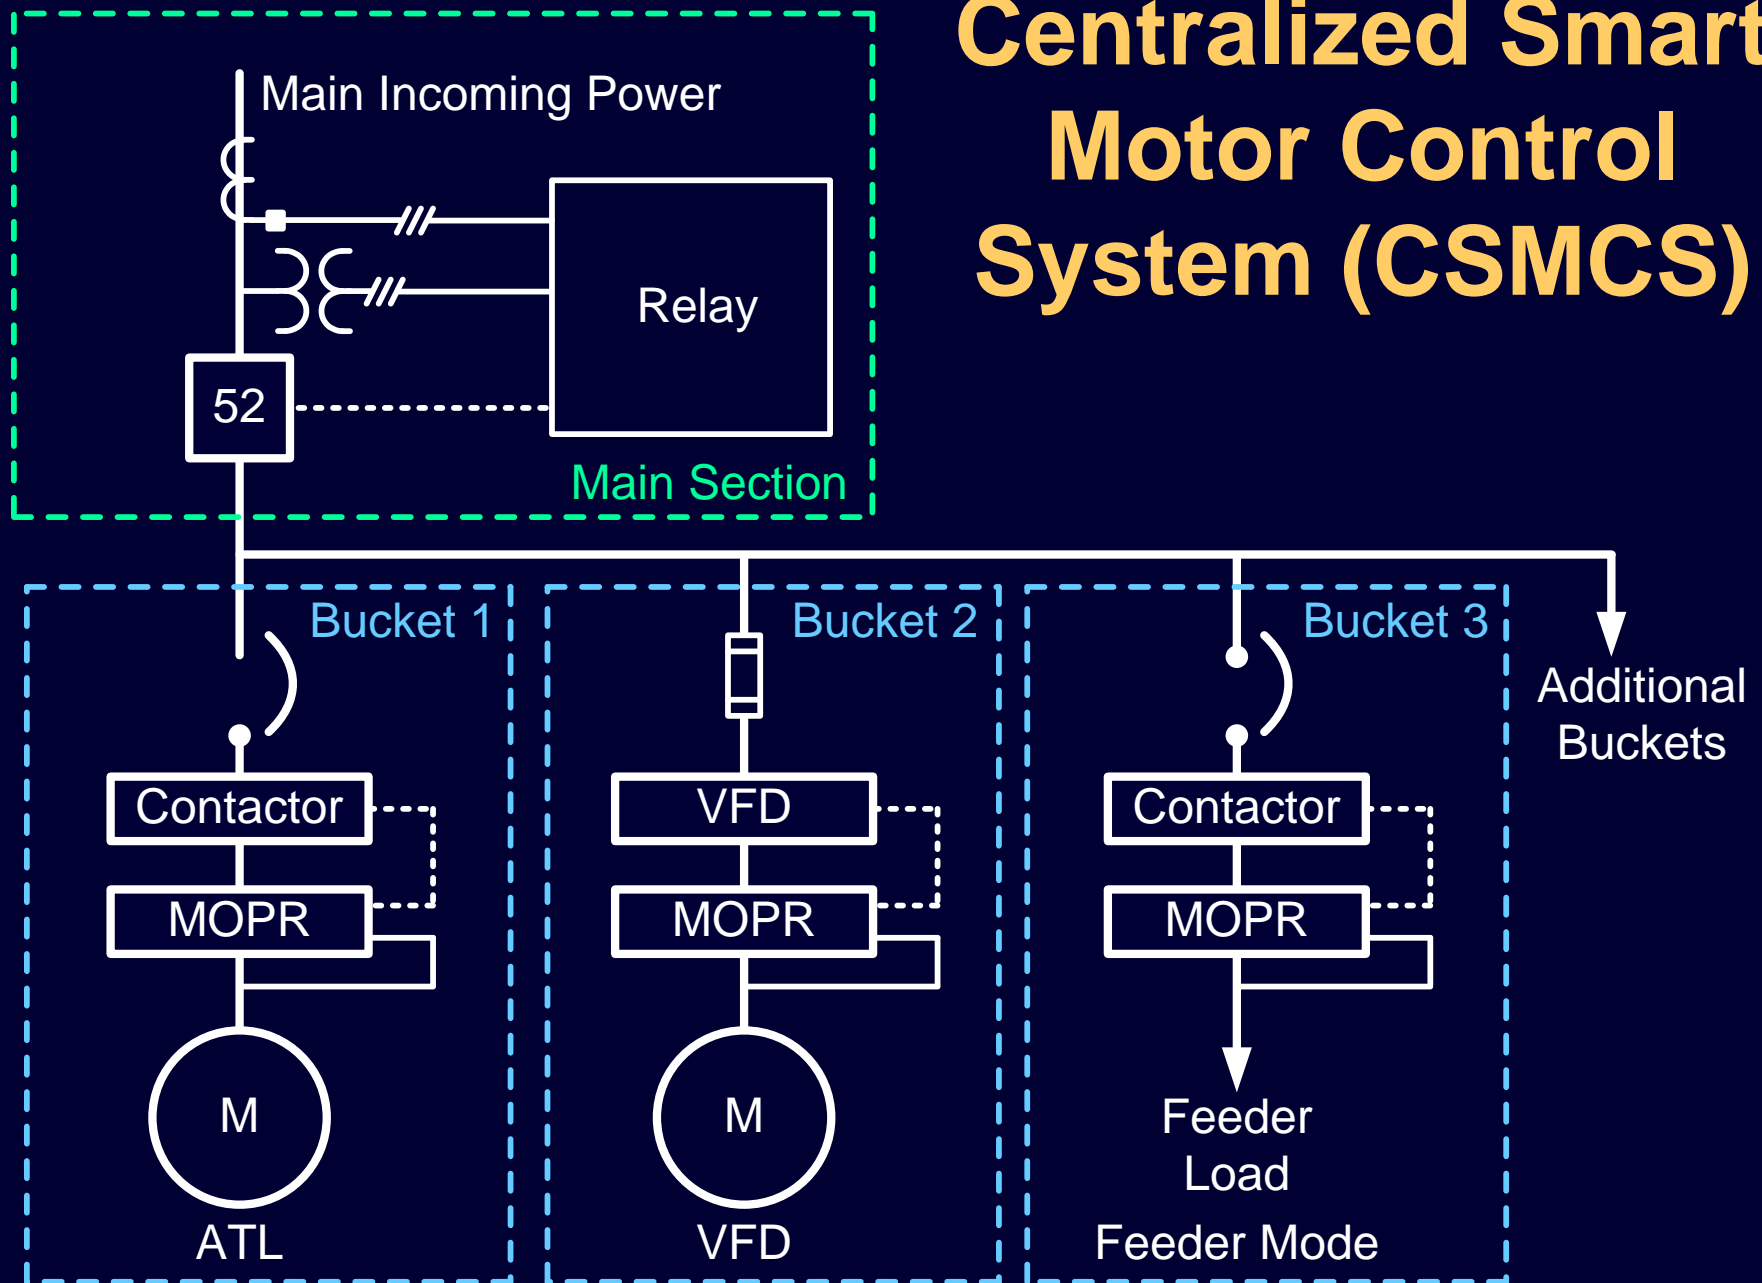 Centralized Smart
Motor Control
System (CSMCS)
Main Incoming Power
Relay
52
Main Section
Bucket 1
Bucket 2
Bucket 3
Additional
Buckets
Contactor
VFD
Contactor
MOPR
MOPR
MOPR
M
M
Feeder
Load
ATL
VFD
Feeder Mode